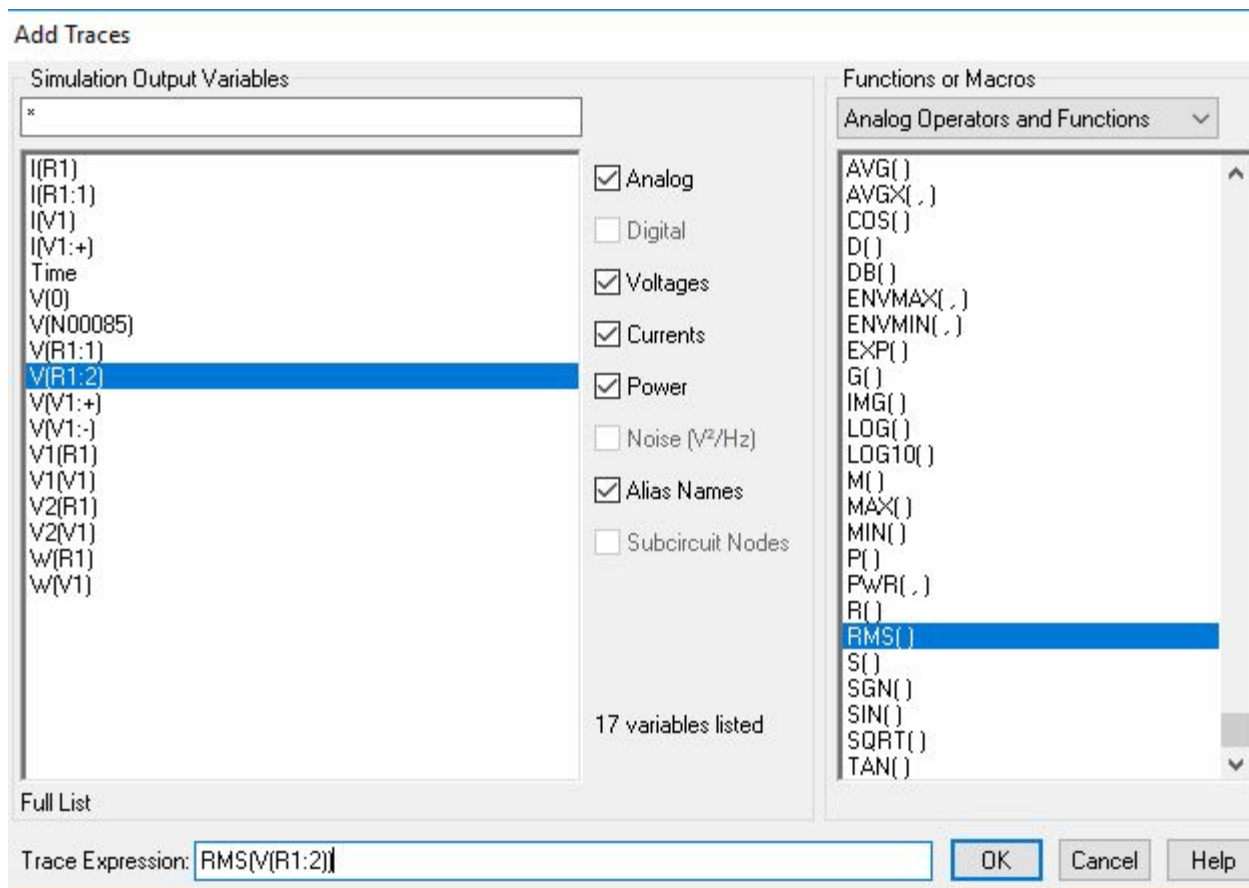 Add Traces
Simulation Output Variables
*
I(R1)
I(R1:1)
I(V1)
I(V1:+)
Time
V(0)
V(N00085)
V(R1:1)
V(R1:2)
V(V1:+)
V(V1:-)
V1(R1)
V1(V1)
V2(R1)
V2(V1)
W(R1)
W(V1)
Analog
Digital
Voltages
Currents
Power
Noise (V²/Hz)
Alias Names
Subcircuit Nodes
17 variables listed
Full List
Functions or Macros
Analog Operators and Functions
AVG( )
AVGX( , )
COS( )
D( )
DB( )
ENVMAX( , )
ENVMIN( , )
EXP( )
G( )
IMG( )
LOG( )
LOG10( )
M( )
MAX( )
MIN( )
P( )
PWR( , )
R( )
RMS( )
S( )
SGN( )
SIN( )
SQRT( )
TAN( )
Trace Expression: RMS(V(R1:2))
OK
Cancel
Help